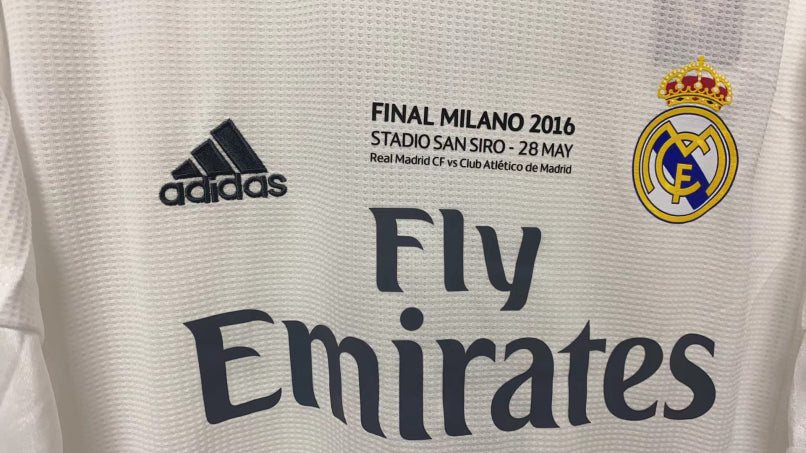 adidas
FINAL MILANO 2016
STADIO SAN SIRO - 28 MAY
Real Madrid CF vs Club Atlético de Madrid
Fly
Emirates